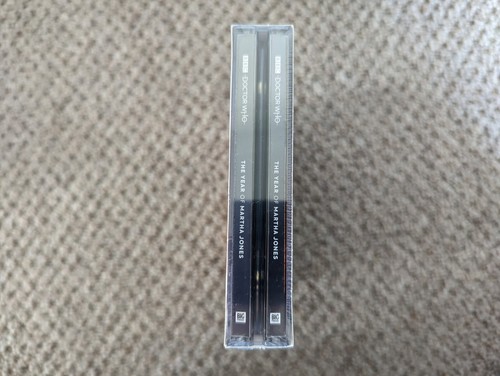 BBC
DOCTOR WHO
THE YEAR OF MARTHA JONES
BBC
DOCTOR WHO
THE YEAR OF MARTHA JONES